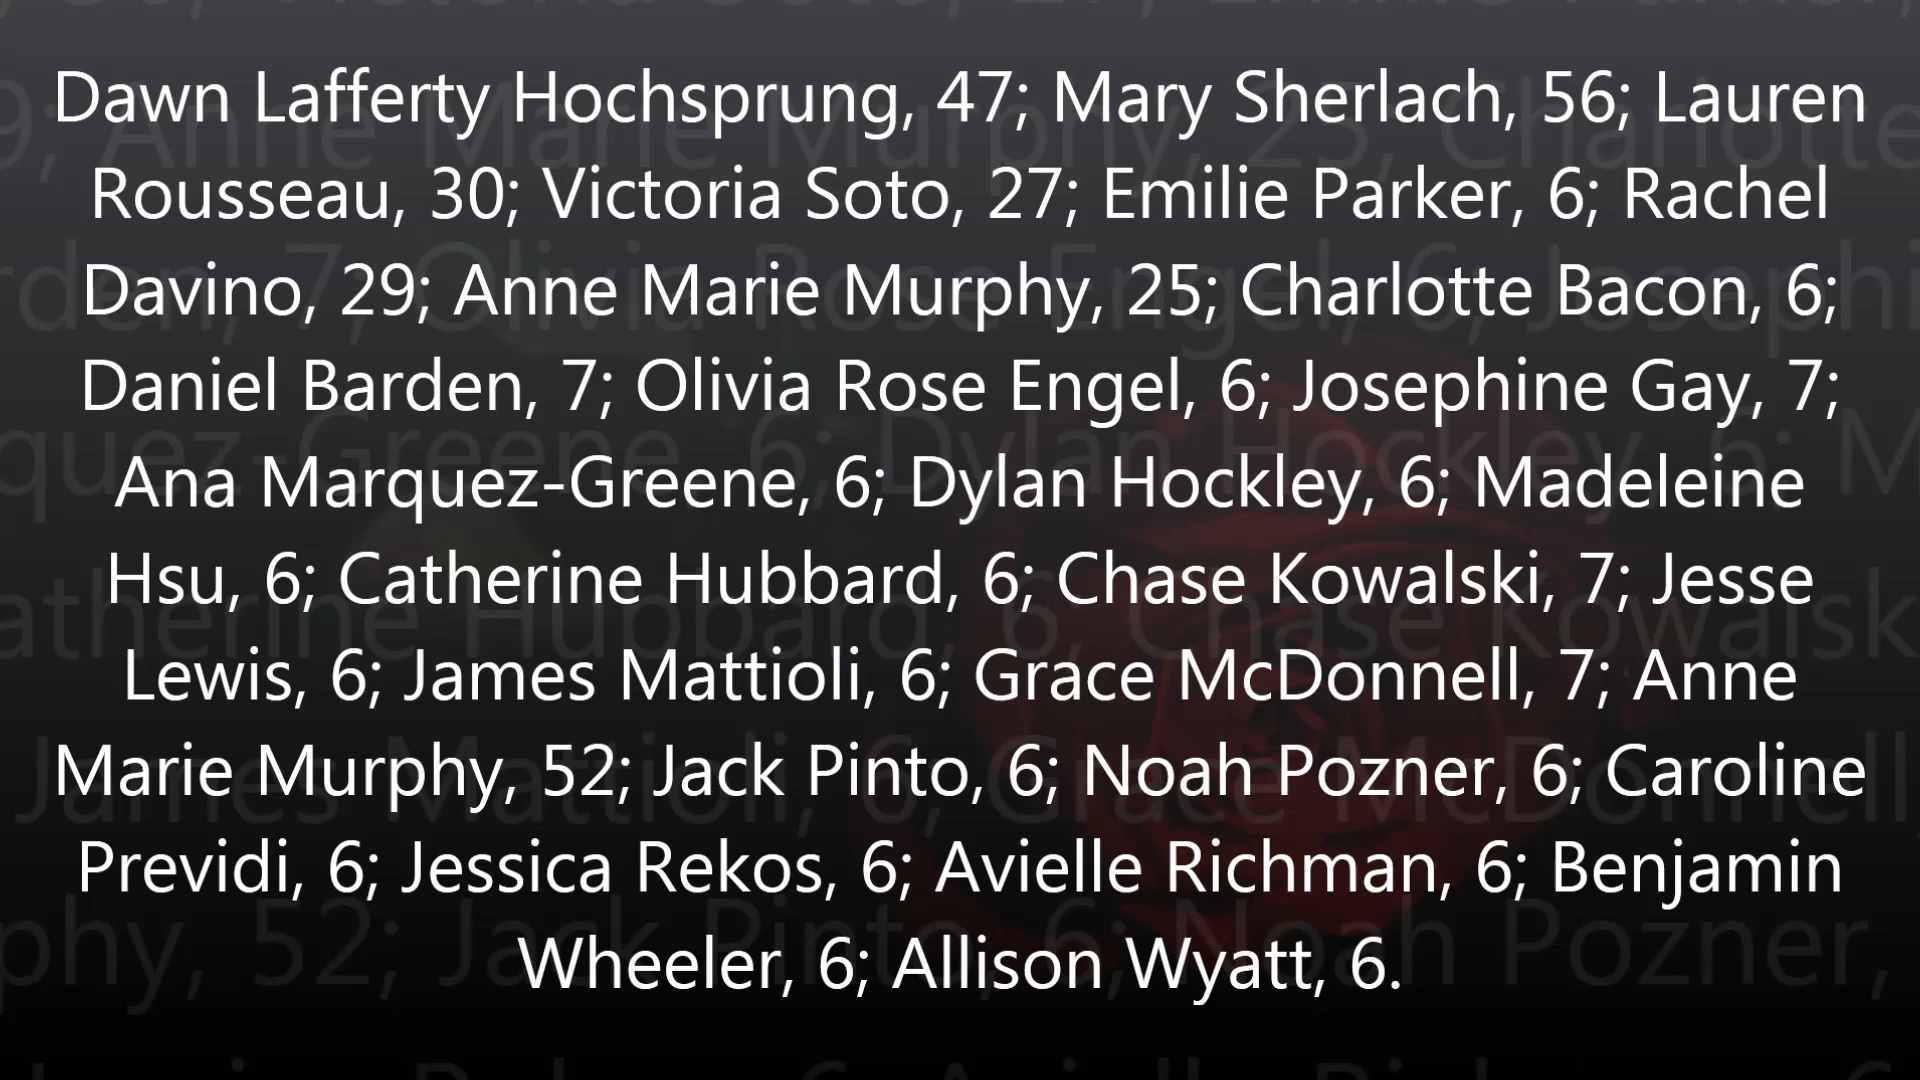 Dawn Lafferty Hochsprung, 47; Mary Sherlach, 56; Lauren
Rousseau, 30; Victoria Soto, 27; Emilie Parker, 6; Rachel
Davino, 29; Anne Marie Murphy, 25; Charlotte Bacon, 6;
Daniel Barden, 7; Olivia Rose Engel, 6; Josephine Gay, 7;
Ana Marquez-Greene, 6; Dylan Hockley, 6; Madeleine
Hsu, 6; Catherine Hubbard, 6; Chase Kowalski, 7; Jesse
Lewis, 6; James Mattioli, 6; Grace McDonnell, 7; Anne
Marie Murphy, 52; Jack Pinto, 6; Noah Pozner, 6; Caroline
Previdi, 6; Jessica Rekos, 6; Avielle Richman, 6; Benjamin
Wheeler, 6; Allison Wyatt, 6.